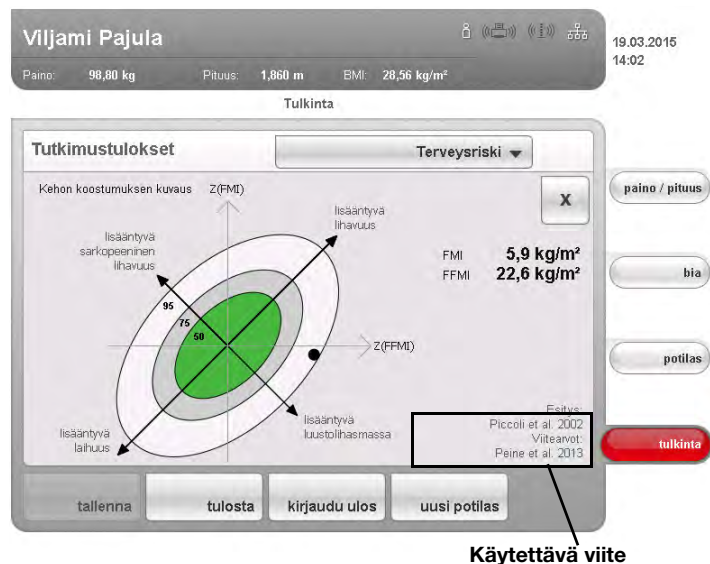 Viljami Pajula
19.03.2015
14:02
Paino: 98,80 kg Pituus: 1,860 m BMI: 28,56 kg/m²
Tulkinta
Tutkimustulokset
Terveysriski
Kehon koostumuksen kuvaus
Z(FMI)
x
lisääntyvä
lihavuus
lisääntyvä
sarkopeeninen
lihavuus
FMI 5,9 kg/m²
FFMI 22,6 kg/m²
95
75
50
Z(FFMI)
lisääntyvä
luustolihasmassa
lisääntyvä
laihuus
Esitys:
Piccoli et al. 2002
Viitearvot:
Peine et al. 2013
paino / pituus
bia
potilas
tulkinta
tallenna
tulosta
kirjaudu ulos
uusi potilas
Käytettävä viite